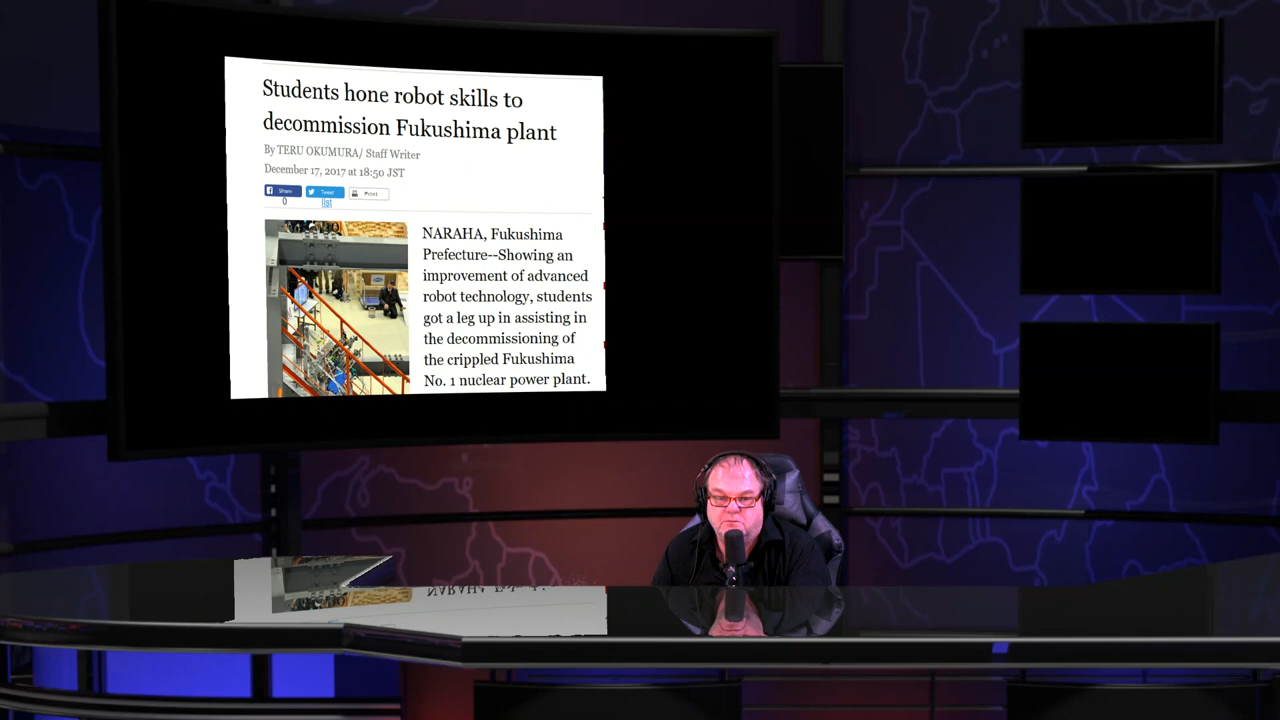 Students hone robot skills to
decommission Fukushima plant
By TERU OKUMURA/ Staff Writer
December 17, 2017 at 18:50 JST
Share
Tweet
Print
0
list
NARAHA, Fukushima
Prefecture--Showing an
improvement of advanced
robot technology, students
got a leg up in assisting in
the decommissioning of
the crippled Fukushima
No. 1 nuclear power plant.